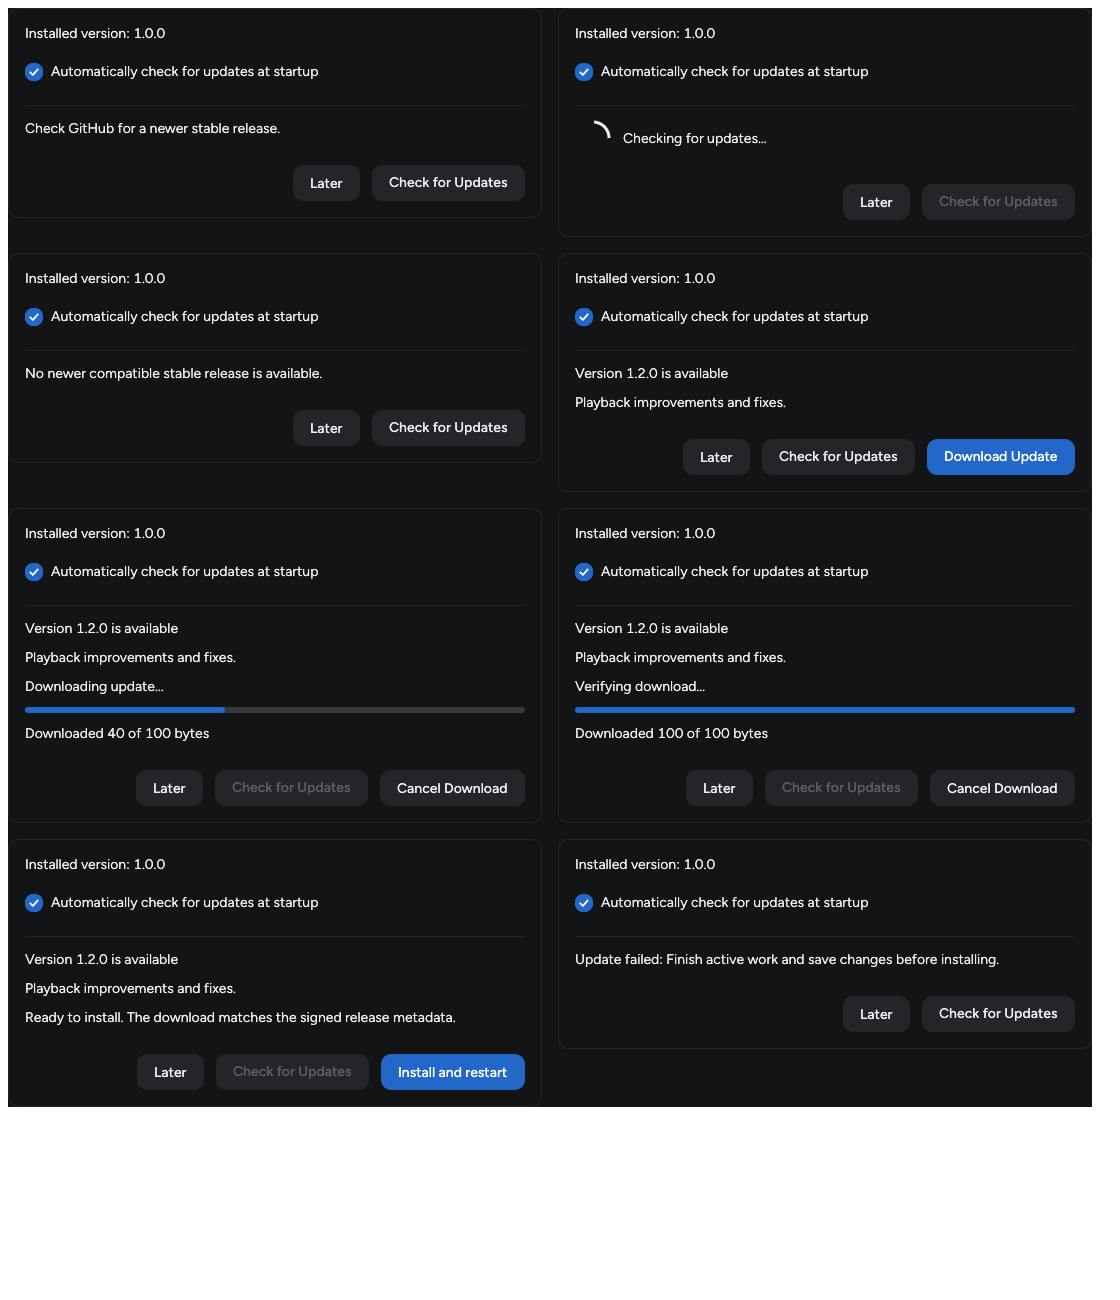 Installed version: 1.0.0
Automatically check for updates at startup
Check GitHub for a newer stable release.
Later
Check for Updates
Installed version: 1.0.0
Automatically check for updates at startup
Checking for updates...
Later
Check for Updates
Installed version: 1.0.0
Automatically check for updates at startup
No newer compatible stable release is available.
Later
Check for Updates
Installed version: 1.0.0
Automatically check for updates at startup
Version 1.2.0 is available
Playback improvements and fixes.
Later
Check for Updates
Download Update
Installed version: 1.0.0
Automatically check for updates at startup
Version 1.2.0 is available
Playback improvements and fixes.
Downloading update...
Downloaded 40 of 100 bytes
Later
Check for Updates
Cancel Download
Installed version: 1.0.0
Automatically check for updates at startup
Version 1.2.0 is available
Playback improvements and fixes.
Verifying download...
Downloaded 100 of 100 bytes
Later
Check for Updates
Cancel Download
Installed version: 1.0.0
Automatically check for updates at startup
Version 1.2.0 is available
Playback improvements and fixes.
Ready to install. The download matches the signed release metadata.
Later
Check for Updates
Install and restart
Installed version: 1.0.0
Automatically check for updates at startup
Update failed: Finish active work and save changes before installing.
Later
Check for Updates